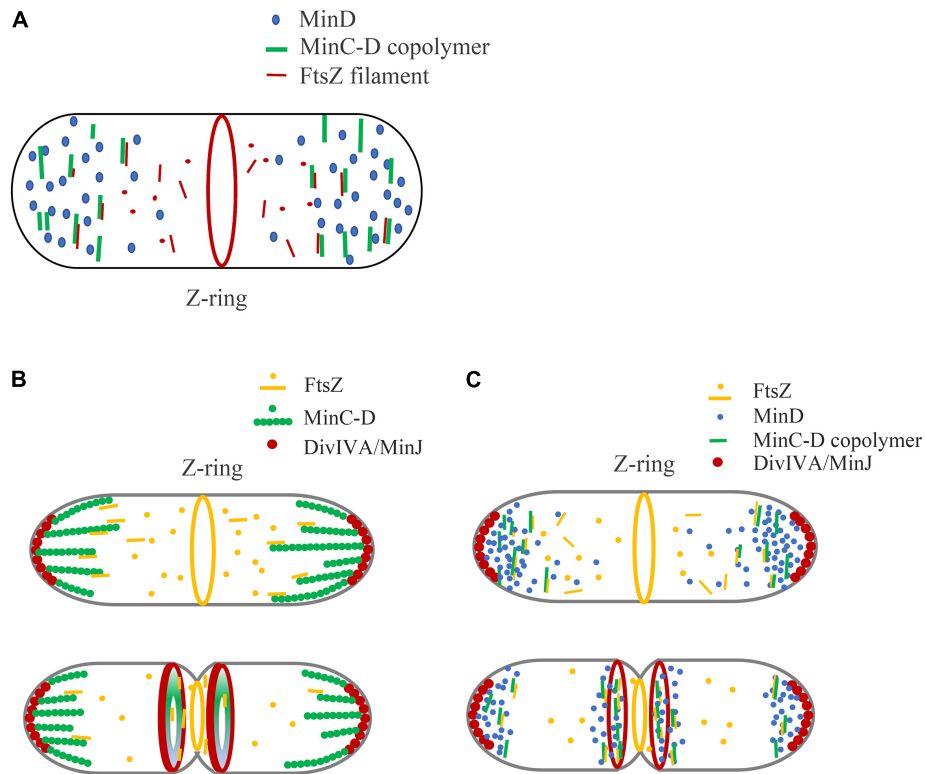 A
MinD
MinC-D copolymer
FtsZ filament
Z-ring
B
FtsZ
MinC-D
DivIVA/MinJ
Z-ring
C
FtsZ
MinD
MinC-D copolymer
DivIVA/MinJ
Z-ring